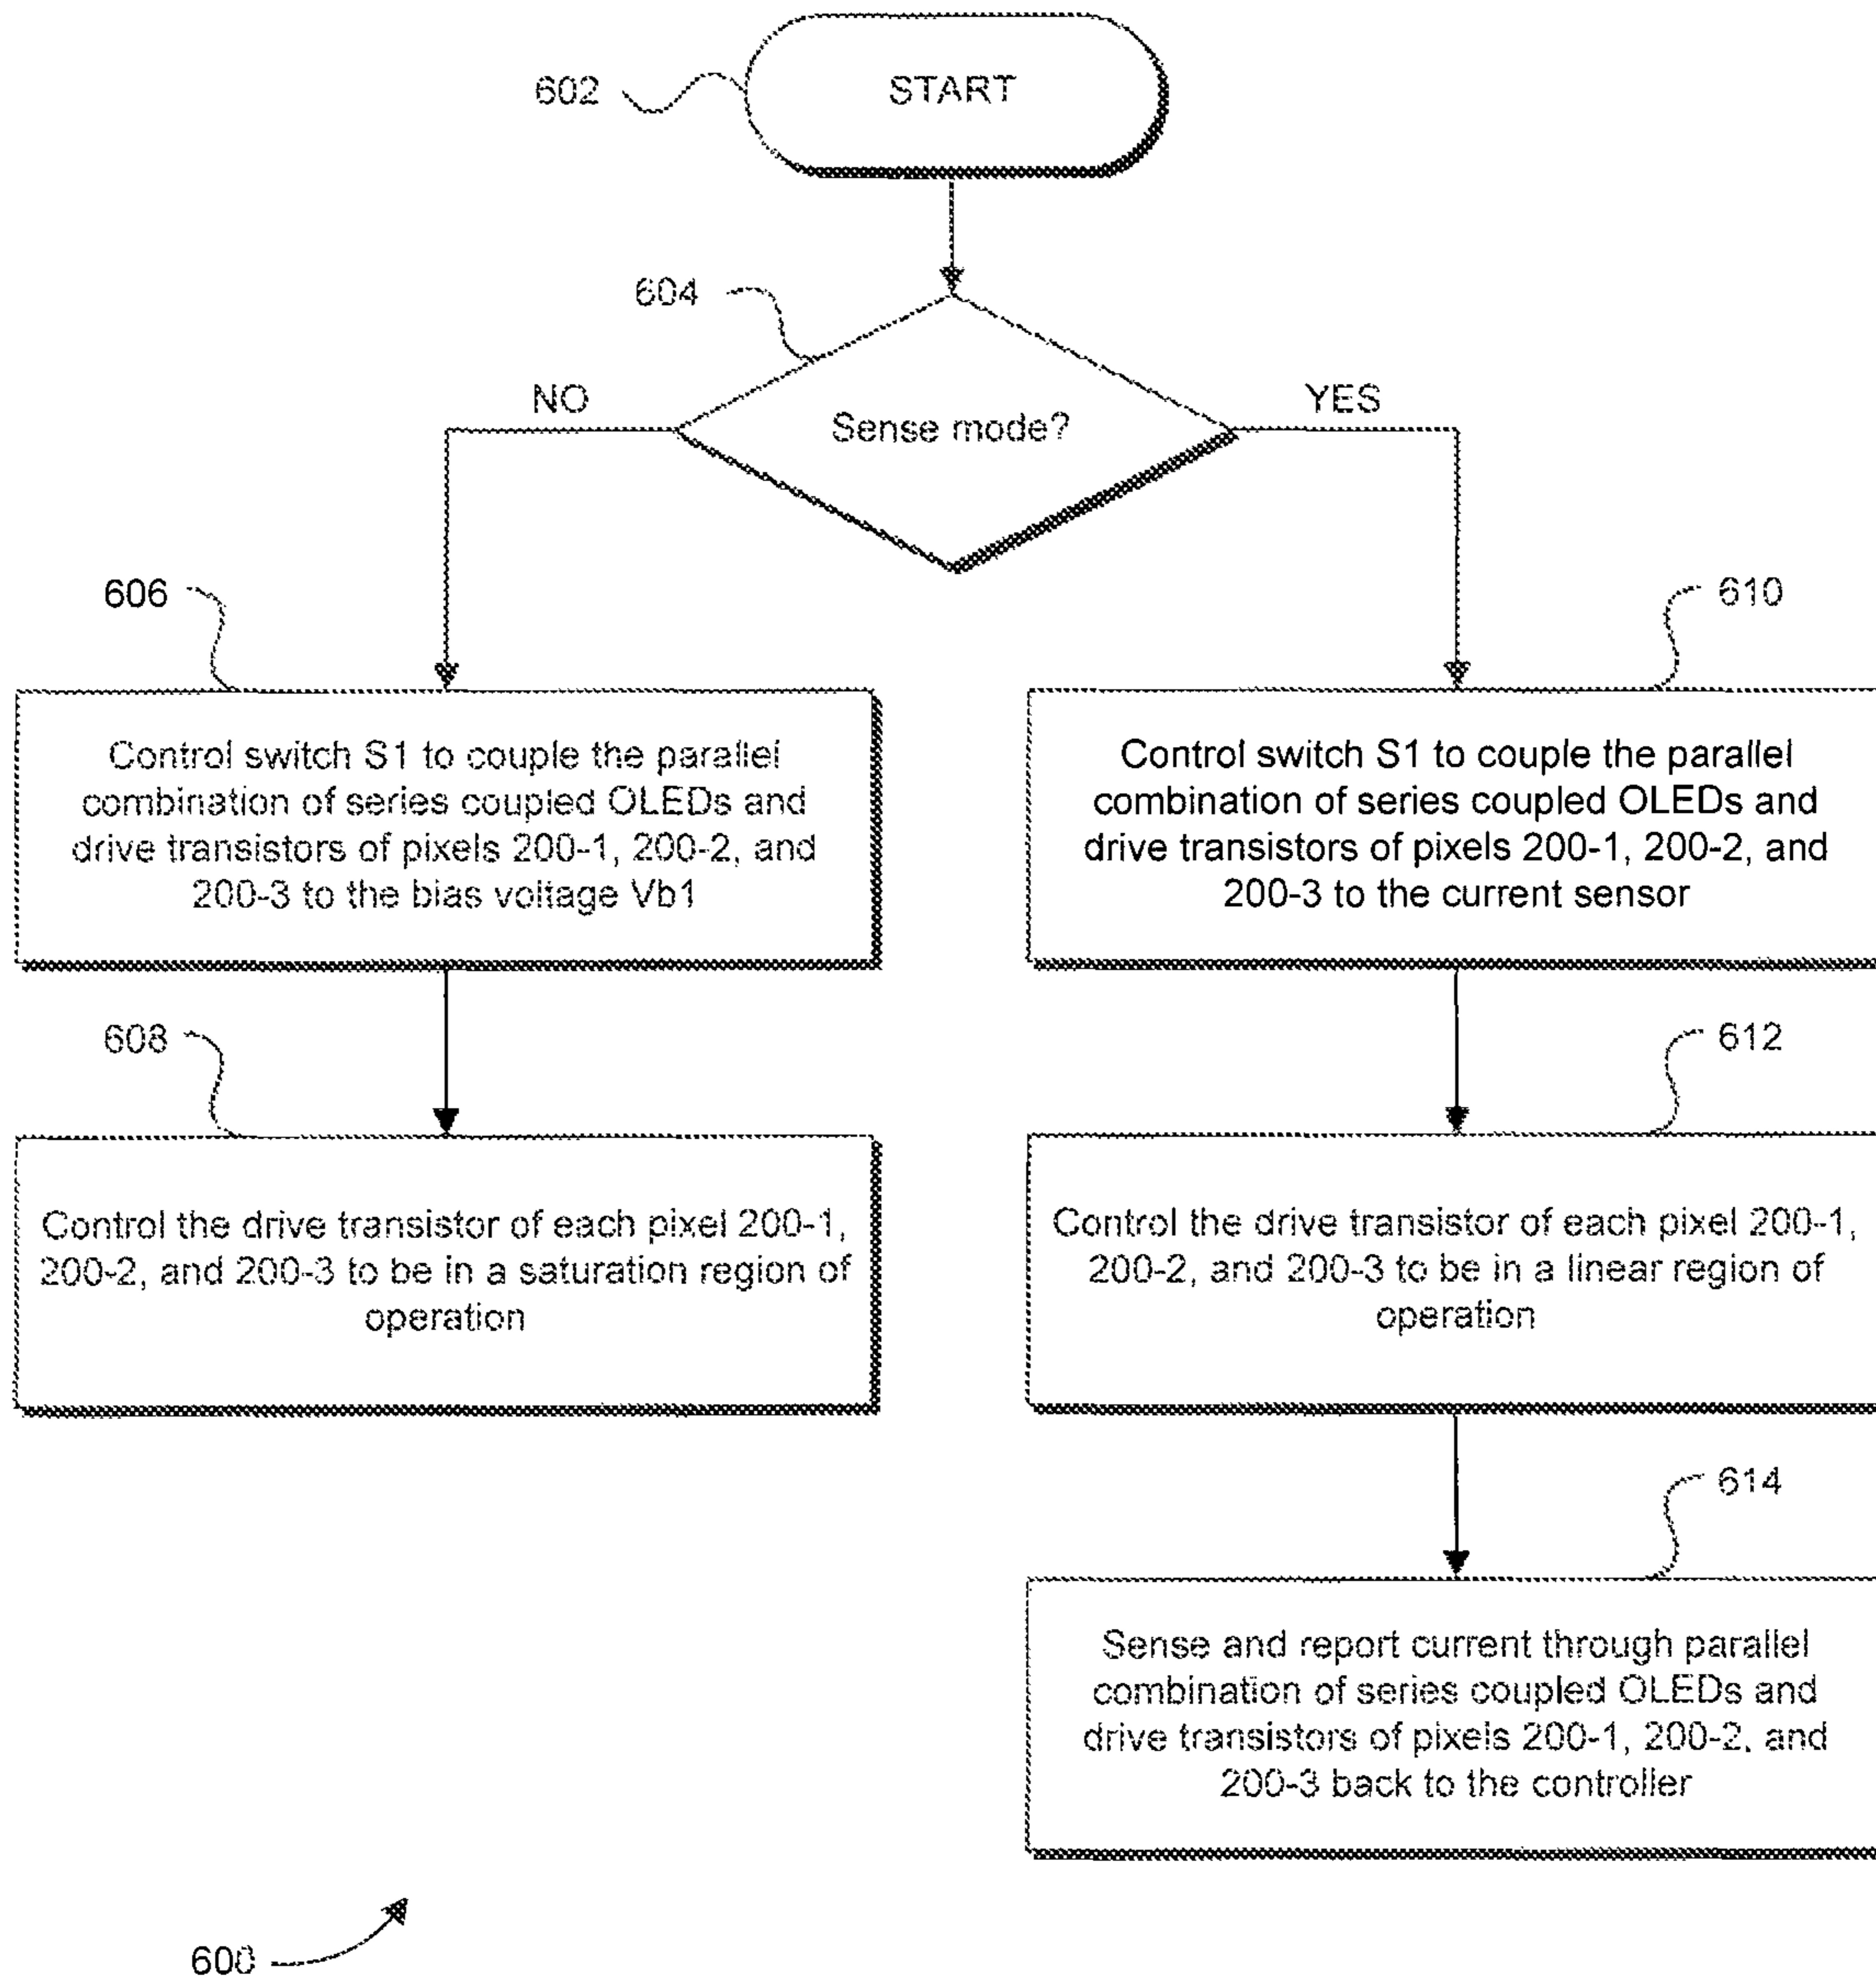 602
START
604
NO
YES
Sense mode?
606
610
Control switch S1 to couple the parallel
combination of series coupled OLEDs and
drive transistors of pixels 200-1, 200-2, and
200-3 to the bias voltage Vb1
Control switch S1 to couple the parallel
combination of series coupled OLEDs and
drive transistors of pixels 200-1, 200-2, and
200-3 to the current sensor
608
612
Control the drive transistor of each pixel 200-1,
200-2, and 200-3 to be in a saturation region of
operation
Control the drive transistor of each pixel 200-1,
200-2, and 200-3 to be in a linear region of
operation
614
Sense and report current through parallel
combination of series coupled OLEDs and
drive transistors of pixels 200-1, 200-2, and
200-3 back to the controller
600